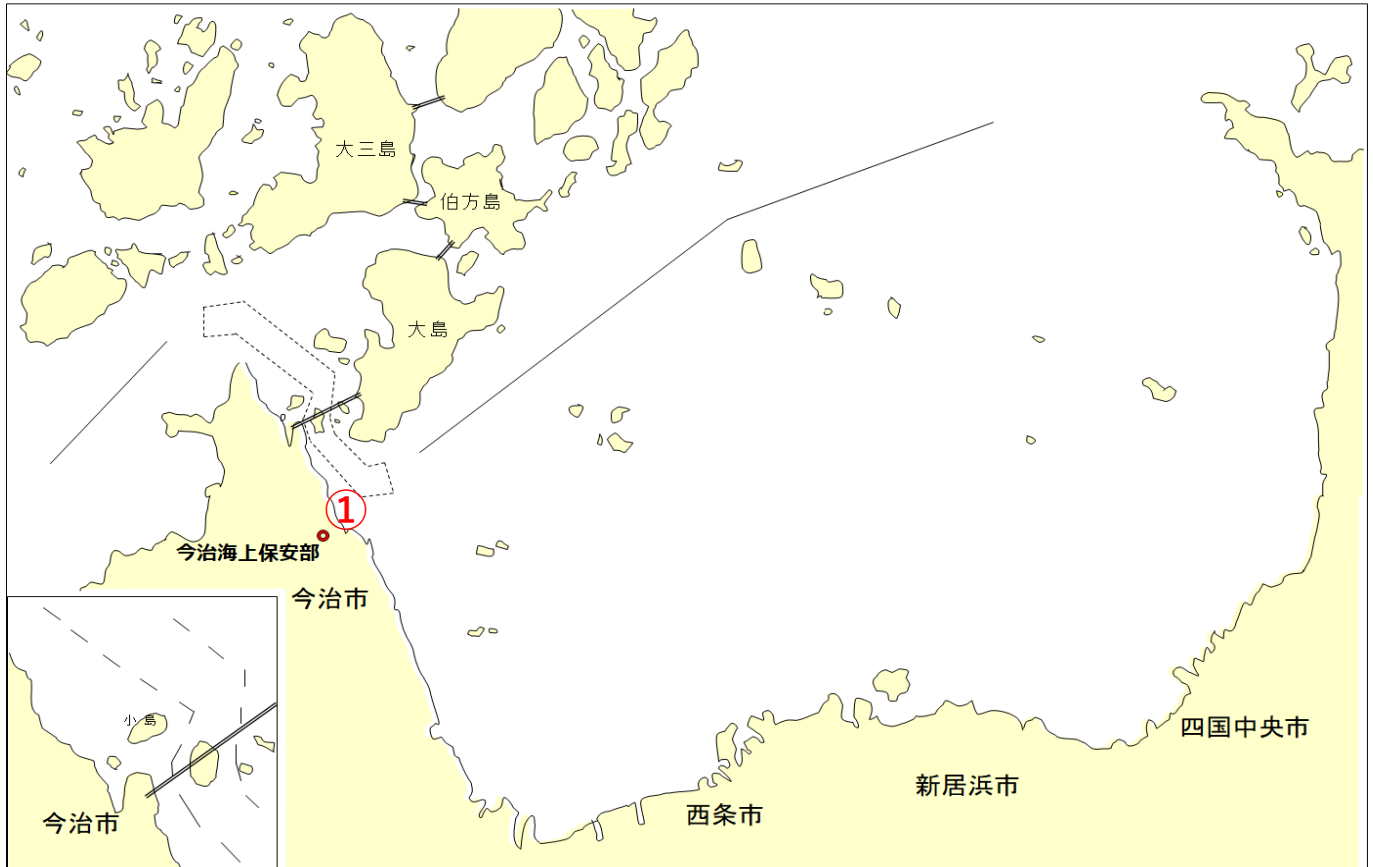 大三島
伯方島
大島
①
今治海上保安部
今治市
小島
今治市
四国中央市
新居浜市
西条市